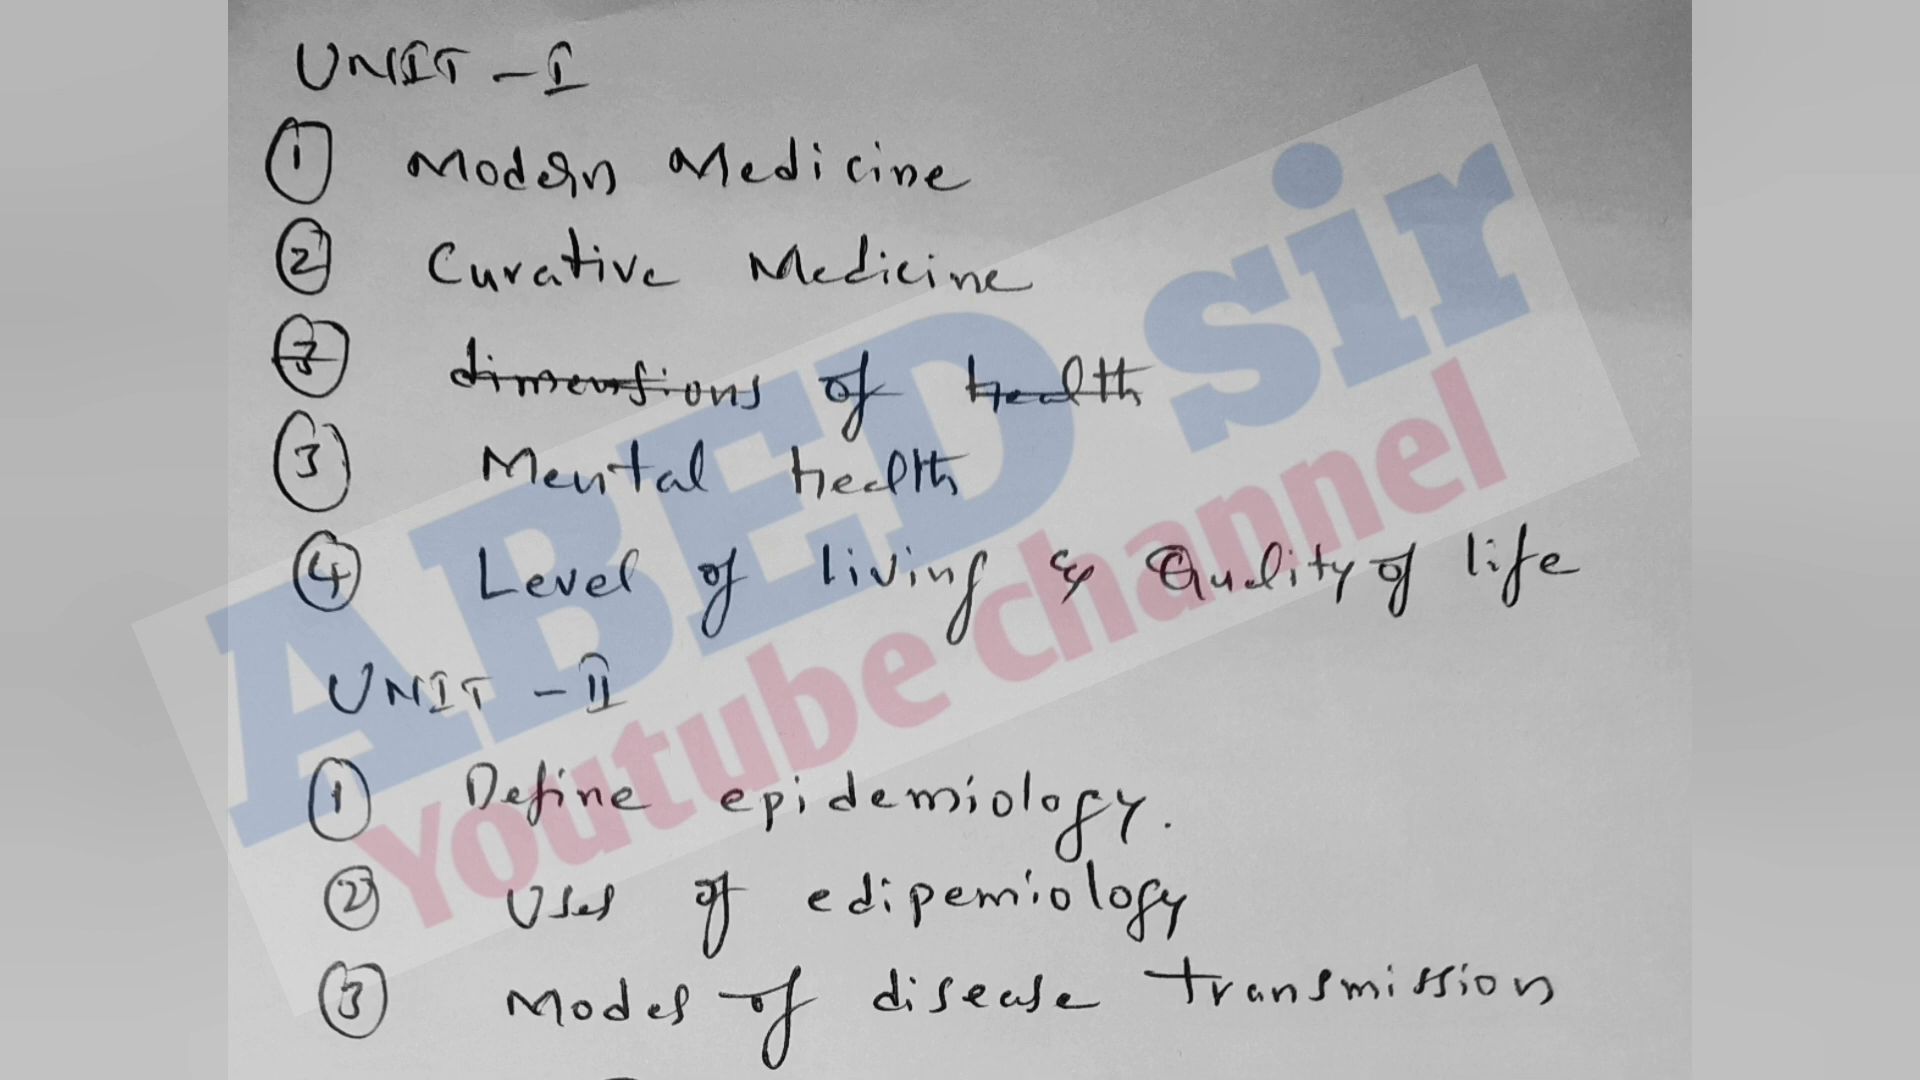 UNIT - I
① Modern Medicine
② Curative Medicine
③ dimensions of health
③ Mental health
④ Level of living & Quality of life
UNIT - II
① Define epidemiology.
② Uses of edipemiology
③ Modes of disease transmission
ABED sir
Youtube channel